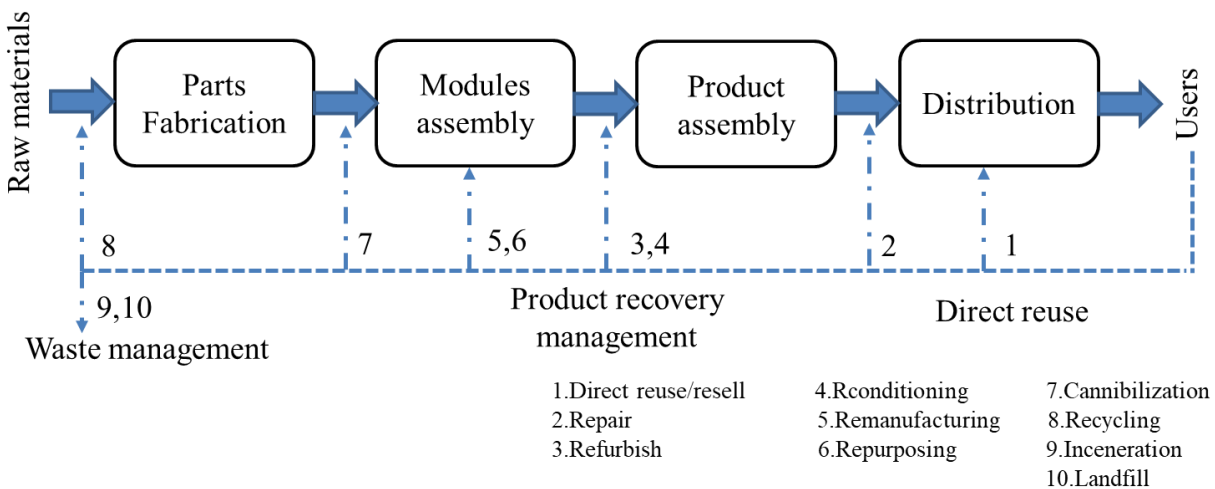 Raw materials
Parts
Fabrication
Modules
assembly
Product
assembly
Distribution
Users
8
7
5,6
3,4
2
1
9,10
Waste management
Product recovery
management
Direct reuse
1.Direct reuse/resell
2.Repair
3.Refurbish
4.Rconditioning
5.Remanufacturing
6.Repurposing
7.Cannibilization
8.Recycling
9.Inceneration
10.Landfill